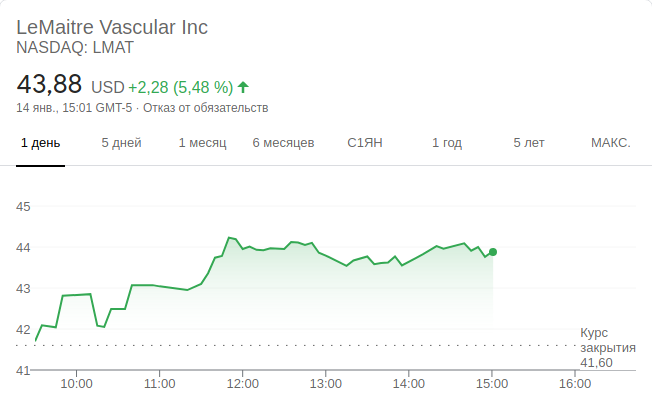 LeMaitre Vascular Inc
NASDAQ: LMAT
43,88 USD +2,28 (5,48 %)
14 янв., 15:01 GMT-5 · Отказ от обязательств
1 день 5 дней 1 месяц 6 месяцев С1ЯН 1 год 5 лет МАКС.
45
44
43
42
41
Курс
закрытия
41,60
10:00 11:00 12:00 13:00 14:00 15:00 16:00